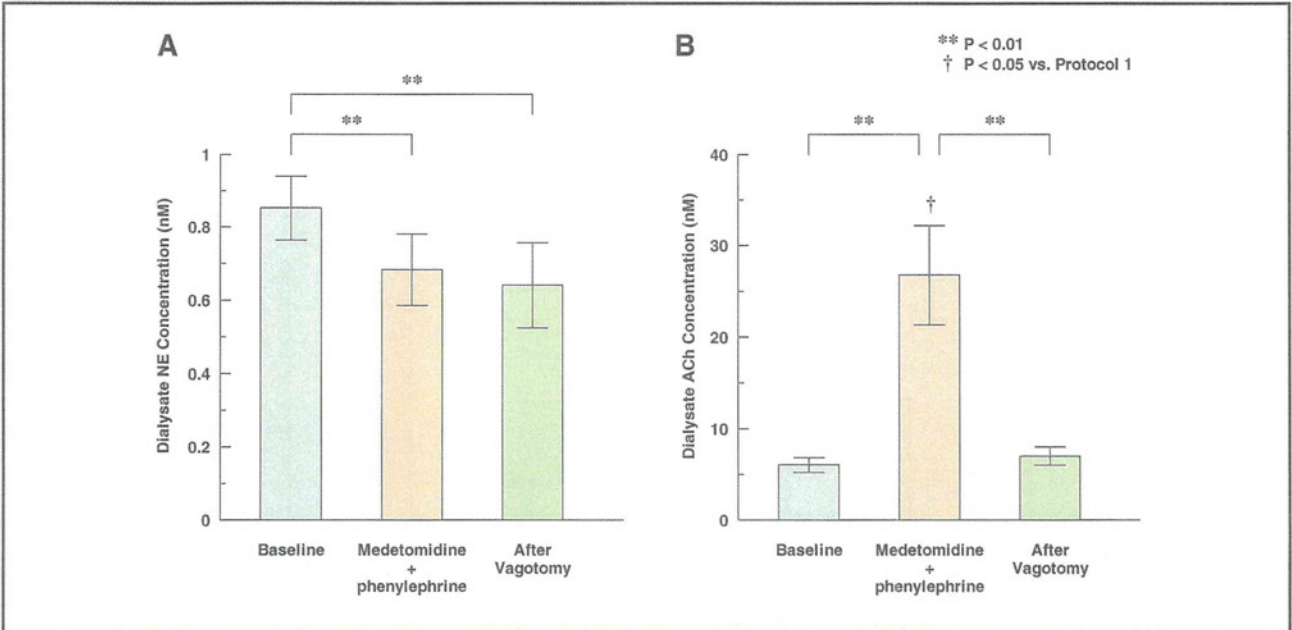 A
**
**
Dialysate NE Concentration (nM)
1
0.8
0.6
0.4
0.2
0
Baseline
Medetomidine
+
phenylephrine
After
Vagotomy
B
** P < 0.01
† P < 0.05 vs. Protocol 1
**
**
†
Dialysate ACh Concentration (nM)
40
30
20
10
0
Baseline
Medetomidine
+
phenylephrine
After
Vagotomy